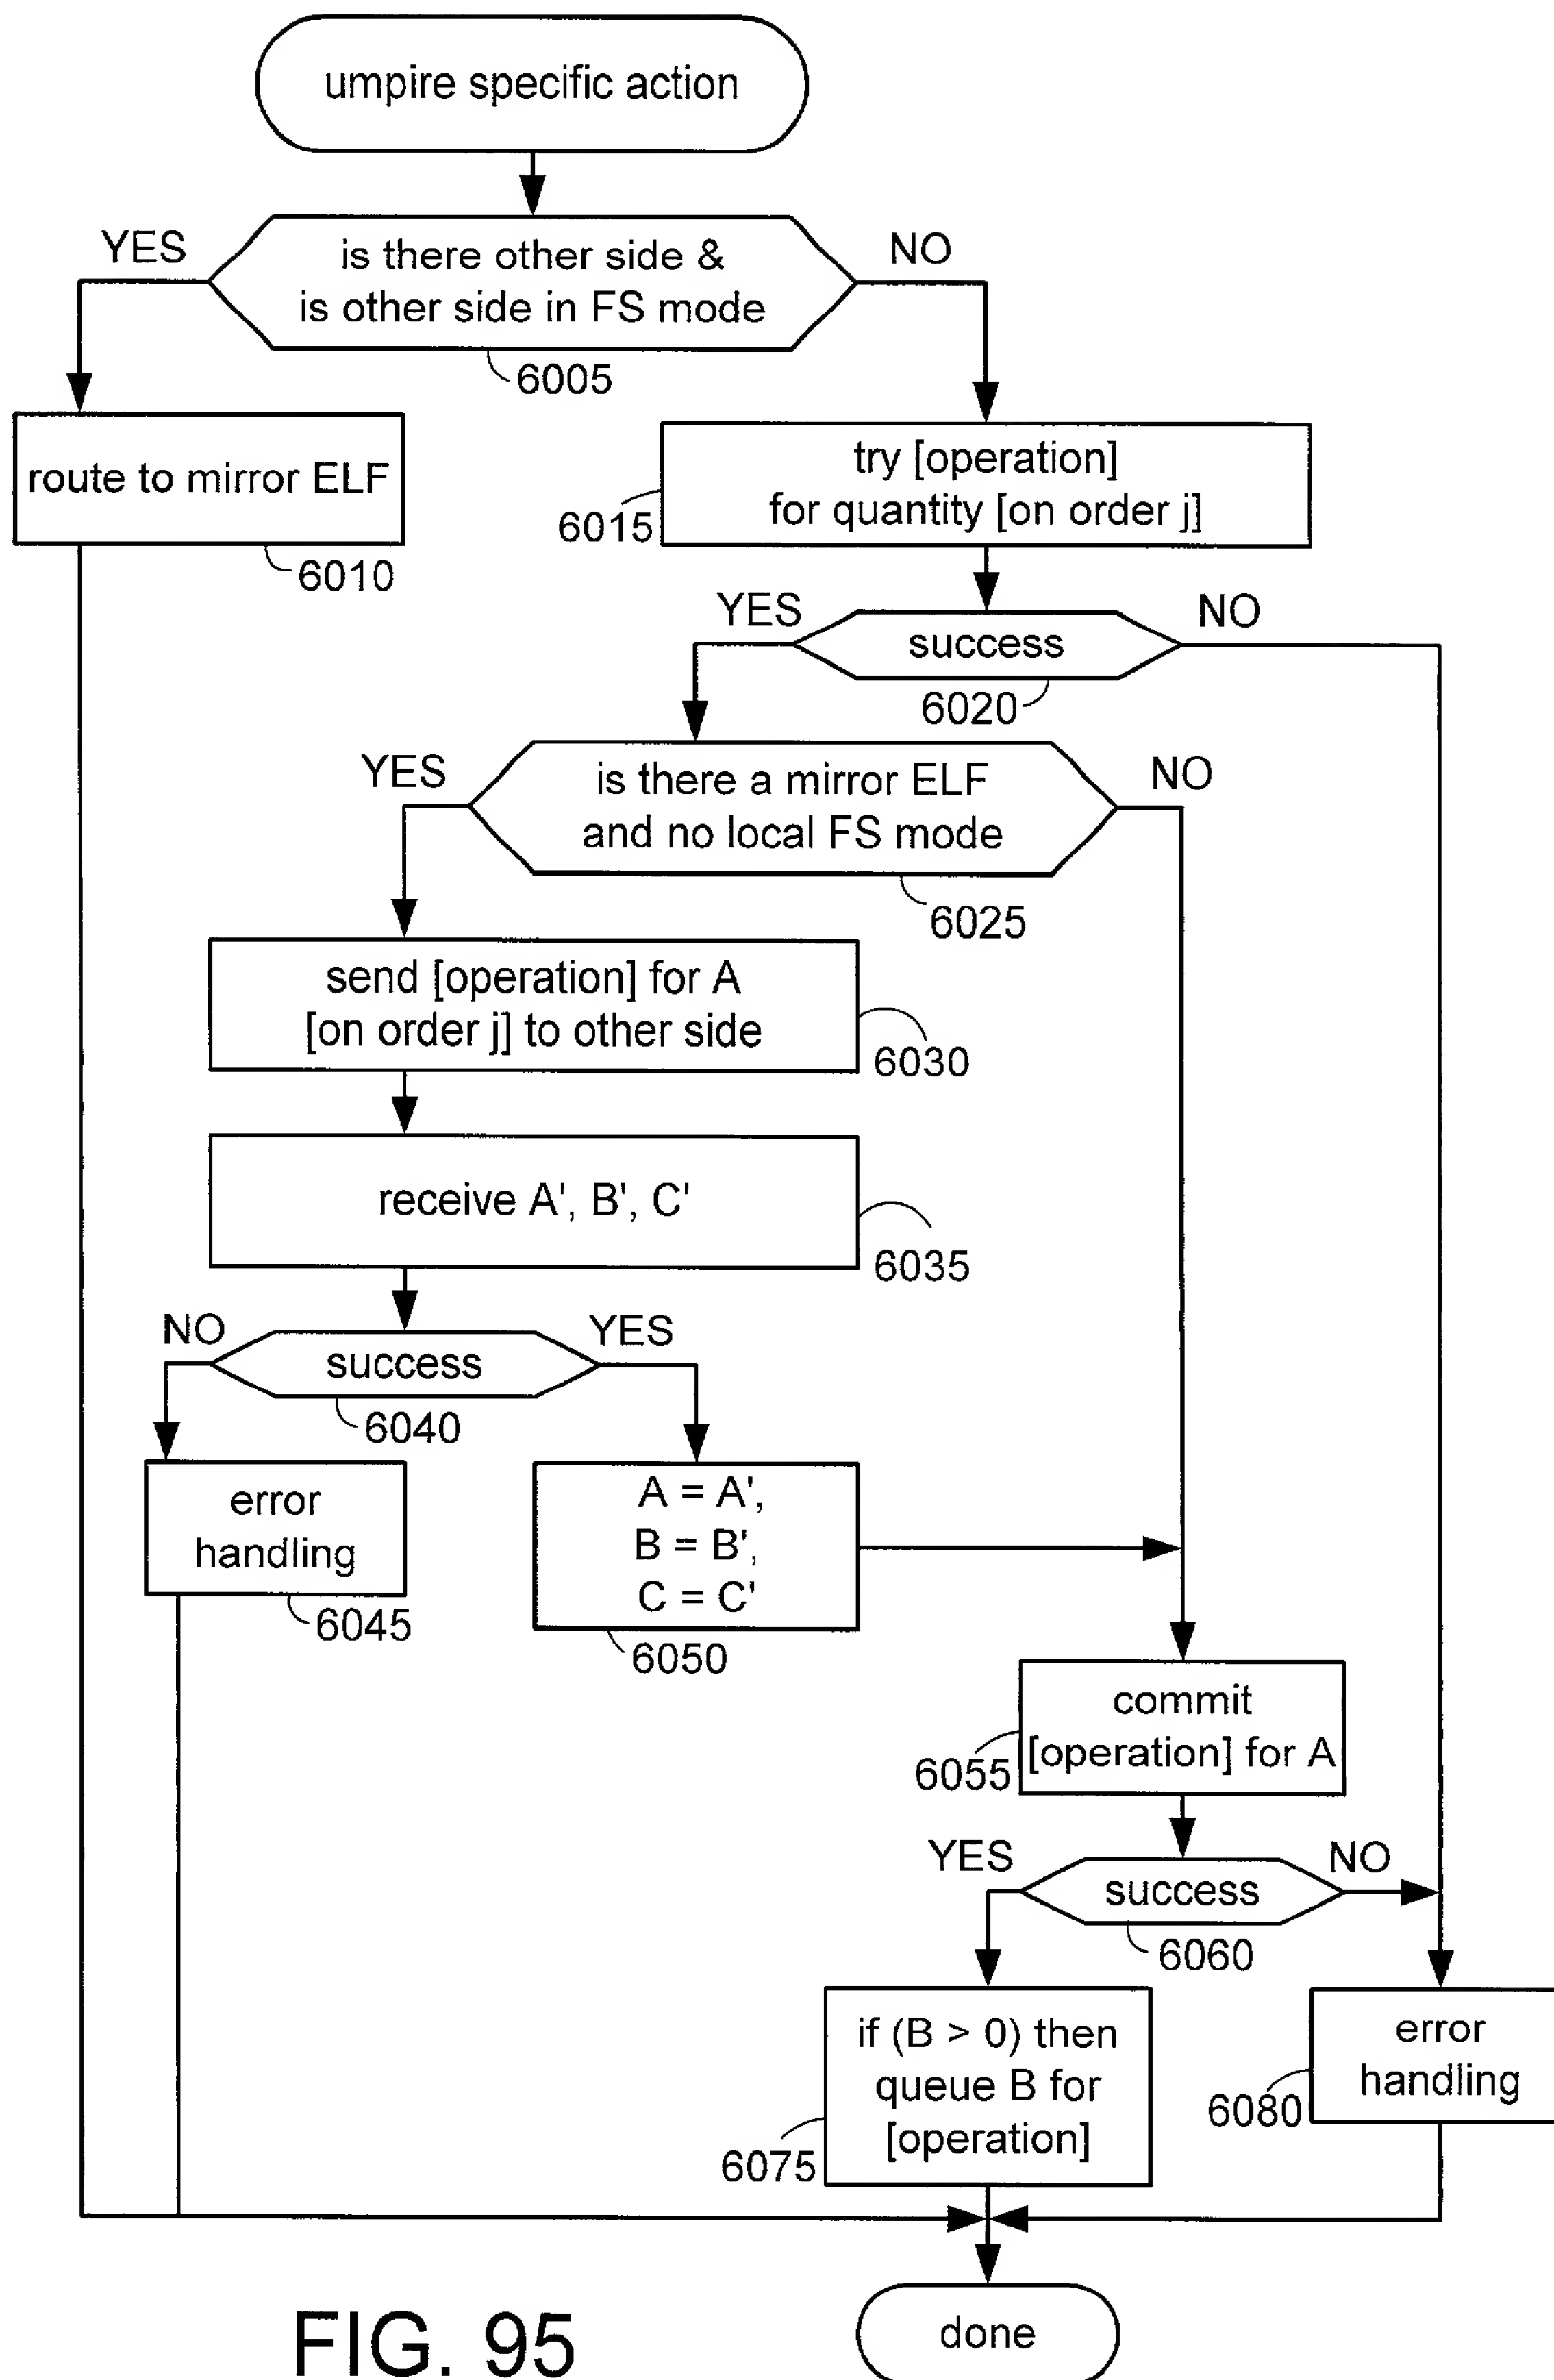 umpire specific action
YES
is there other side &
is other side in FS mode
NO
6005
route to mirror ELF
6010
try [operation]
for quantity [on order j]
6015
YES
success
NO
6020
YES
is there a mirror ELF
and no local FS mode
NO
6025
send [operation] for A
[on order j] to other side
6030
receive A', B', C'
6035
NO
success
YES
6040
error
handling
6045
A = A',
B = B',
C = C'
6050
commit
[operation] for A
6055
YES
success
NO
6060
if (B > 0) then
queue B for
[operation]
6075
error
handling
6080
done
FIG. 95